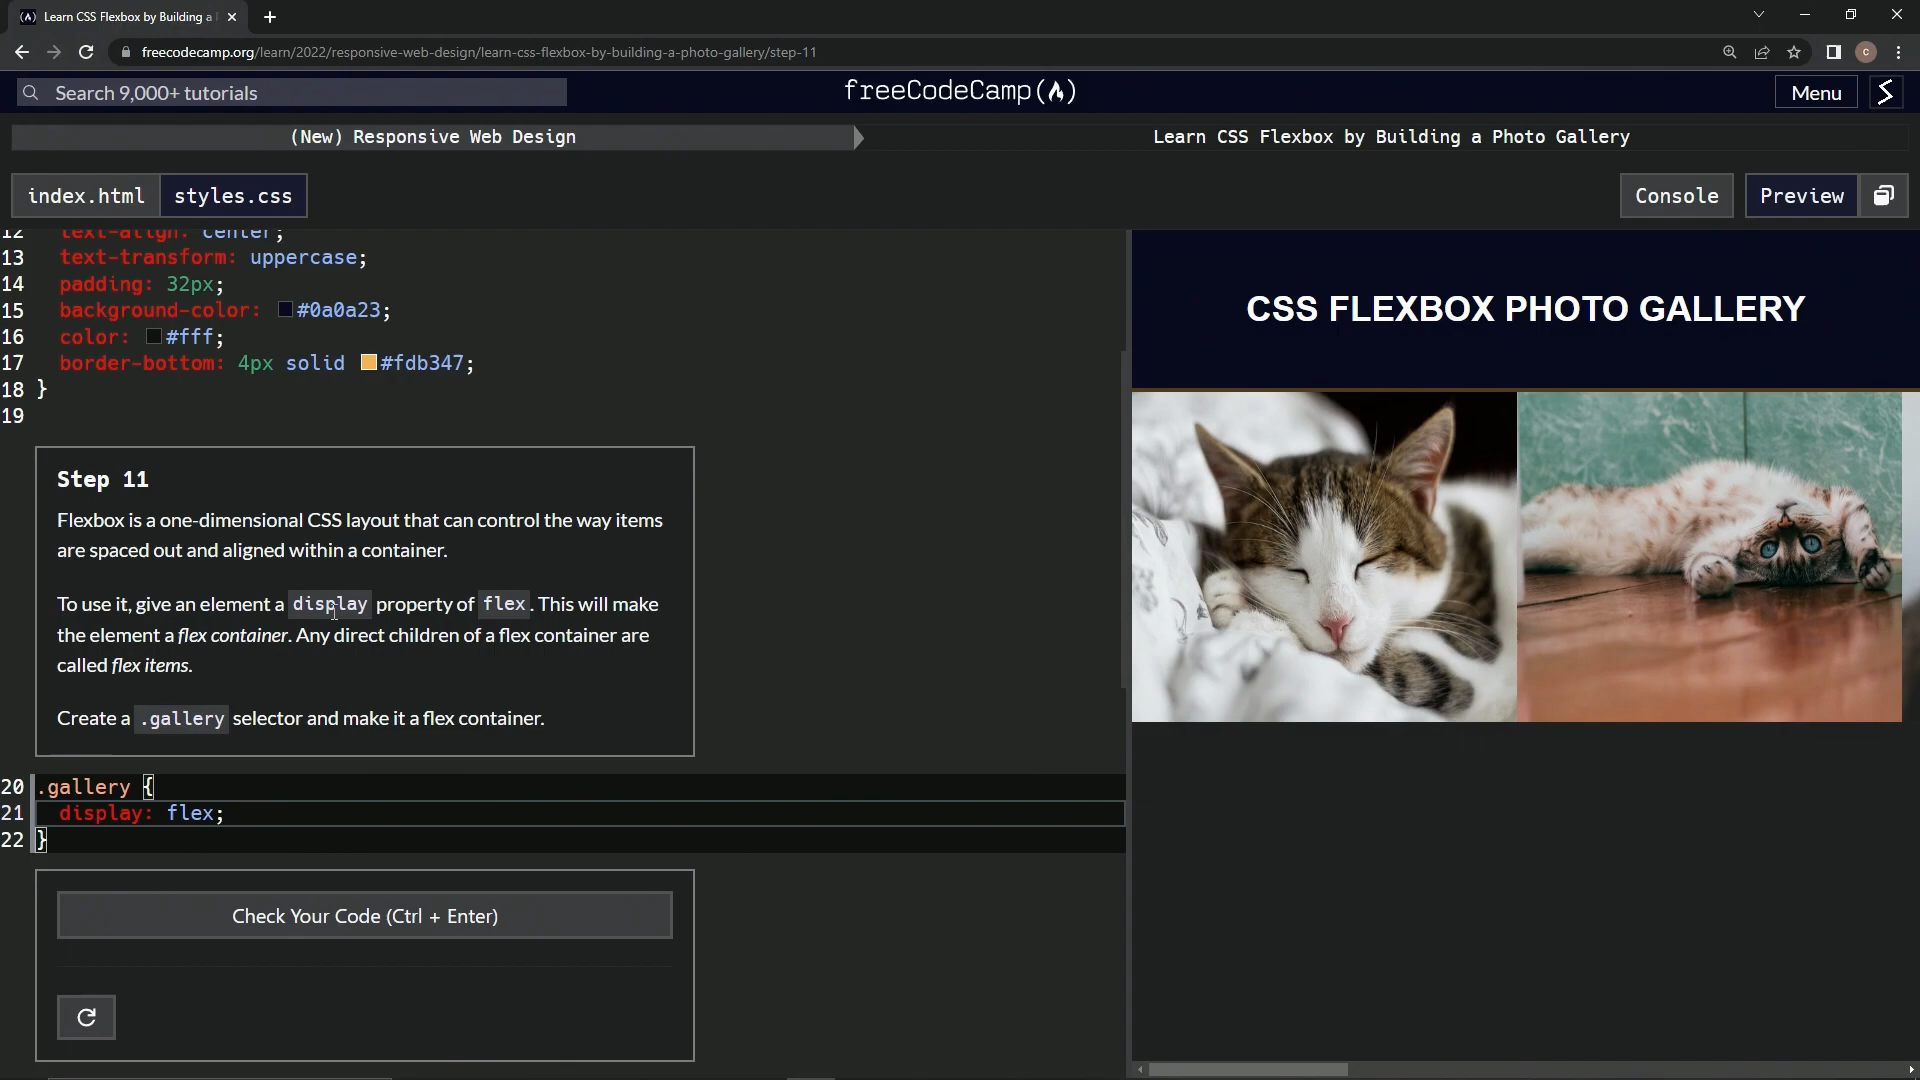 Learn CSS Flexbox by Building a
freecodecamp.org/learn/2022/responsive-web-design/learn-css-flexbox-by-building-a-photo-gallery/step-11
C
Search 9,000+ tutorials
freeCodeCamp
Menu
(New) Responsive Web Design
Learn CSS Flexbox by Building a Photo Gallery
index.html
styles.css
Console
Preview
12 text-align: center;
13 text-transform: uppercase;
14 padding: 32px;
15 background-color: #0a0a23;
16 color: #fff;
17 border-bottom: 4px solid #fdb347;
18 }
19
Step 11
Flexbox is a one-dimensional CSS layout that can control the way items
are spaced out and aligned within a container.
To use it, give an element a display property of flex. This will make
the element a flex container. Any direct children of a flex container are
called flex items.
Create a .gallery selector and make it a flex container.
20 .gallery {
21 display: flex;
22 }
Check Your Code (Ctrl + Enter)
CSS FLEXBOX PHOTO GALLERY